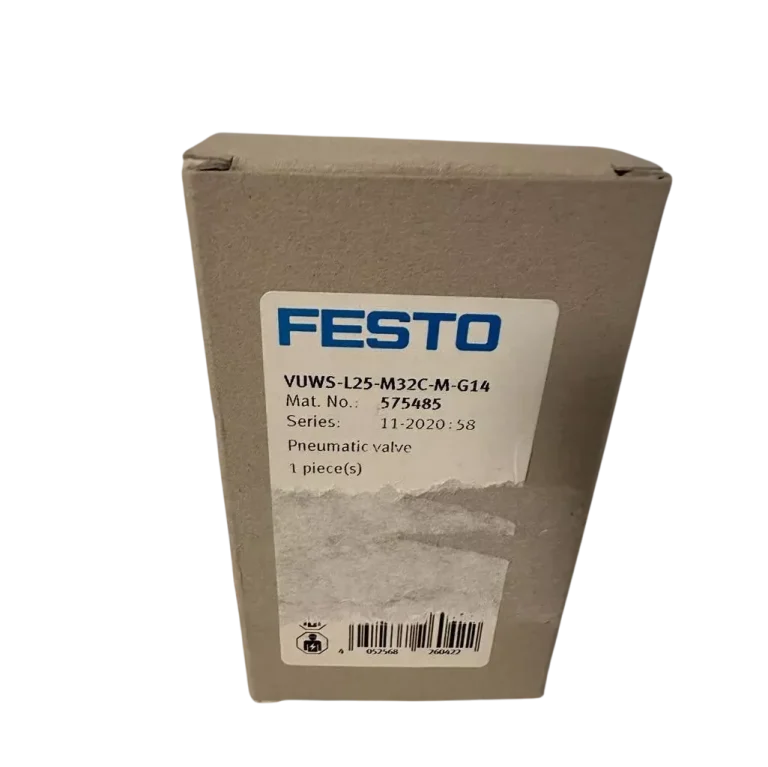 FESTO
VUWS-L25-M32C-M-G14
Mat. No.: 575485
Series: 11-2020:58
Pneumatic valve
1 piece(s)
4 052568 260422